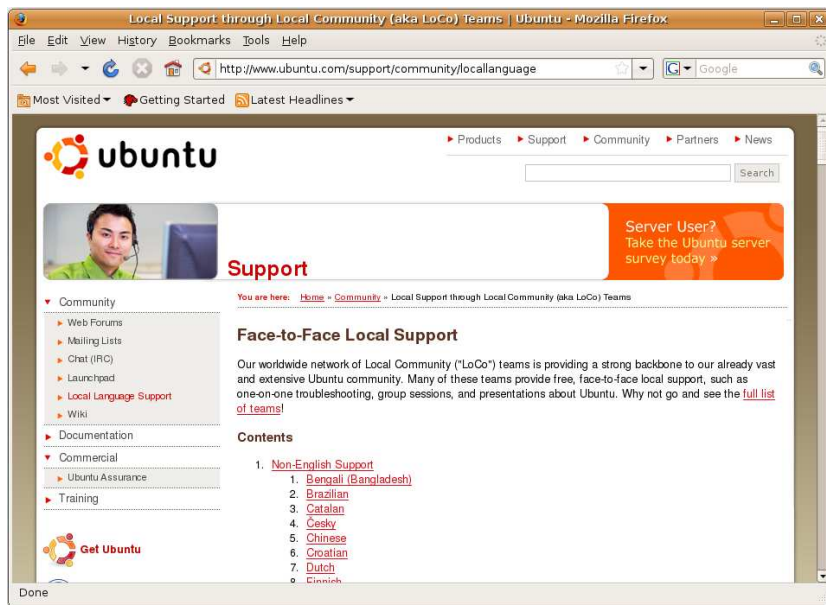 Local Support through Local Community (aka LoCo) Teams | Ubuntu - Mozilla Firefox
File Edit View History Bookmarks Tools Help
http://www.ubuntu.com/support/community/locallanguage
G Google
Most Visited Getting Started Latest Headlines
ubuntu
Products Support Community Partners News
Search
Server User?
Take the Ubuntu server
survey today »
Support
Community
Web Forums
Mailing Lists
Chat (IRC)
Launchpad
Local Language Support
Wiki
Documentation
Commercial
Ubuntu Assurance
Training
Get Ubuntu
You are here: Home » Community » Local Support through Local Community (aka LoCo) Teams
Face-to-Face Local Support
Our worldwide network of Local Community ("LoCo") teams is providing a strong backbone to our already vast
and extensive Ubuntu community. Many of these teams provide free, face-to-face local support, such as
one-on-one troubleshooting, group sessions, and presentations about Ubuntu. Why not go and see the full list
of teams!
Contents
1. Non-English Support
1. Bengali (Bangladesh)
2. Brazilian
3. Catalan
4. Česky
5. Chinese
6. Croatian
7. Dutch
8. Finnish
Done